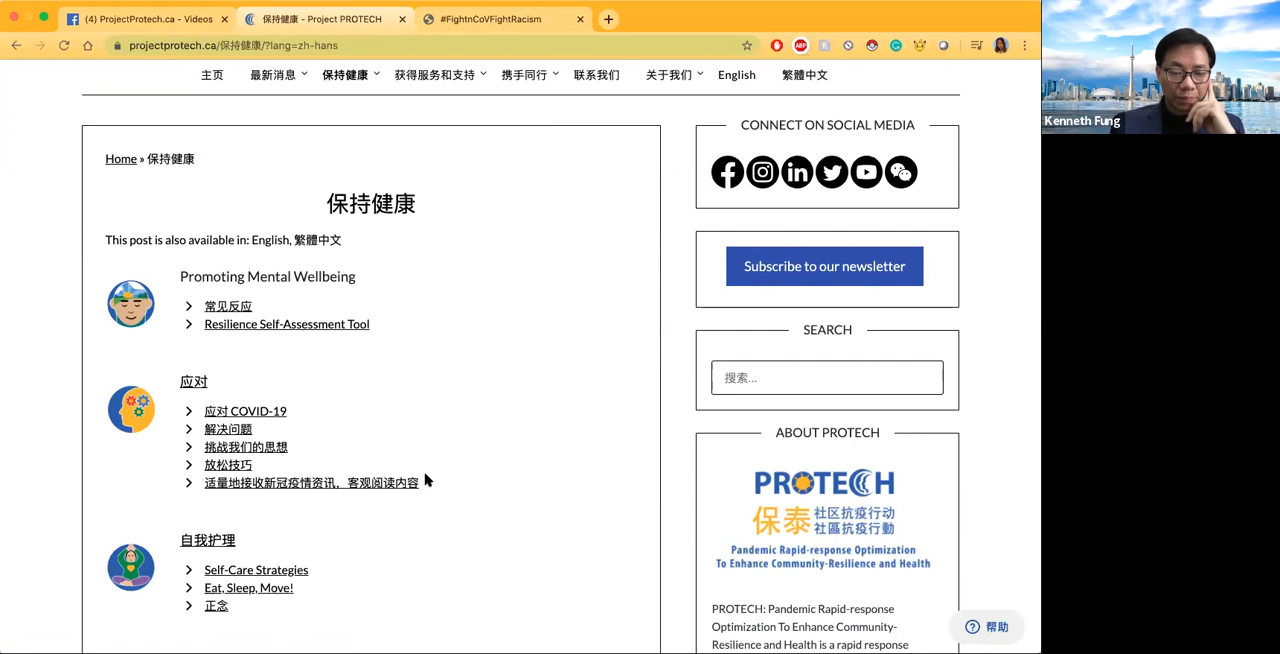 (4) ProjectProtech.ca - Videos
保持健康 - Project PROTECH
#FightnCoVFightRacism
projectprotech.ca/保持健康/?lang=zh-hans
ABP
主页
最新消息
保持健康
获得服务和支持
携手同行
联系我们
关于我们
English
繁體中文
Kenneth Fung
Home » 保持健康
保持健康
This post is also available in: English, 繁體中文
Promoting Mental Wellbeing
常见反应
Resilience Self-Assessment Tool
应对
应对 COVID-19
解决问题
挑战我们的思想
放松技巧
适量地接收新冠疫情资讯、客观阅读内容
自我护理
Self-Care Strategies
Eat, Sleep, Move!
正念
CONNECT ON SOCIAL MEDIA
Subscribe to our newsletter
SEARCH
搜索...
ABOUT PROTECH
PROTECH
保泰 社区抗疫行动
社區抗疫行動
Pandemic Rapid-response Optimization
To Enhance Community-Resilience and Health
PROTECH: Pandemic Rapid-response
Optimization To Enhance Community-
Resilience and Health is a rapid response
帮助